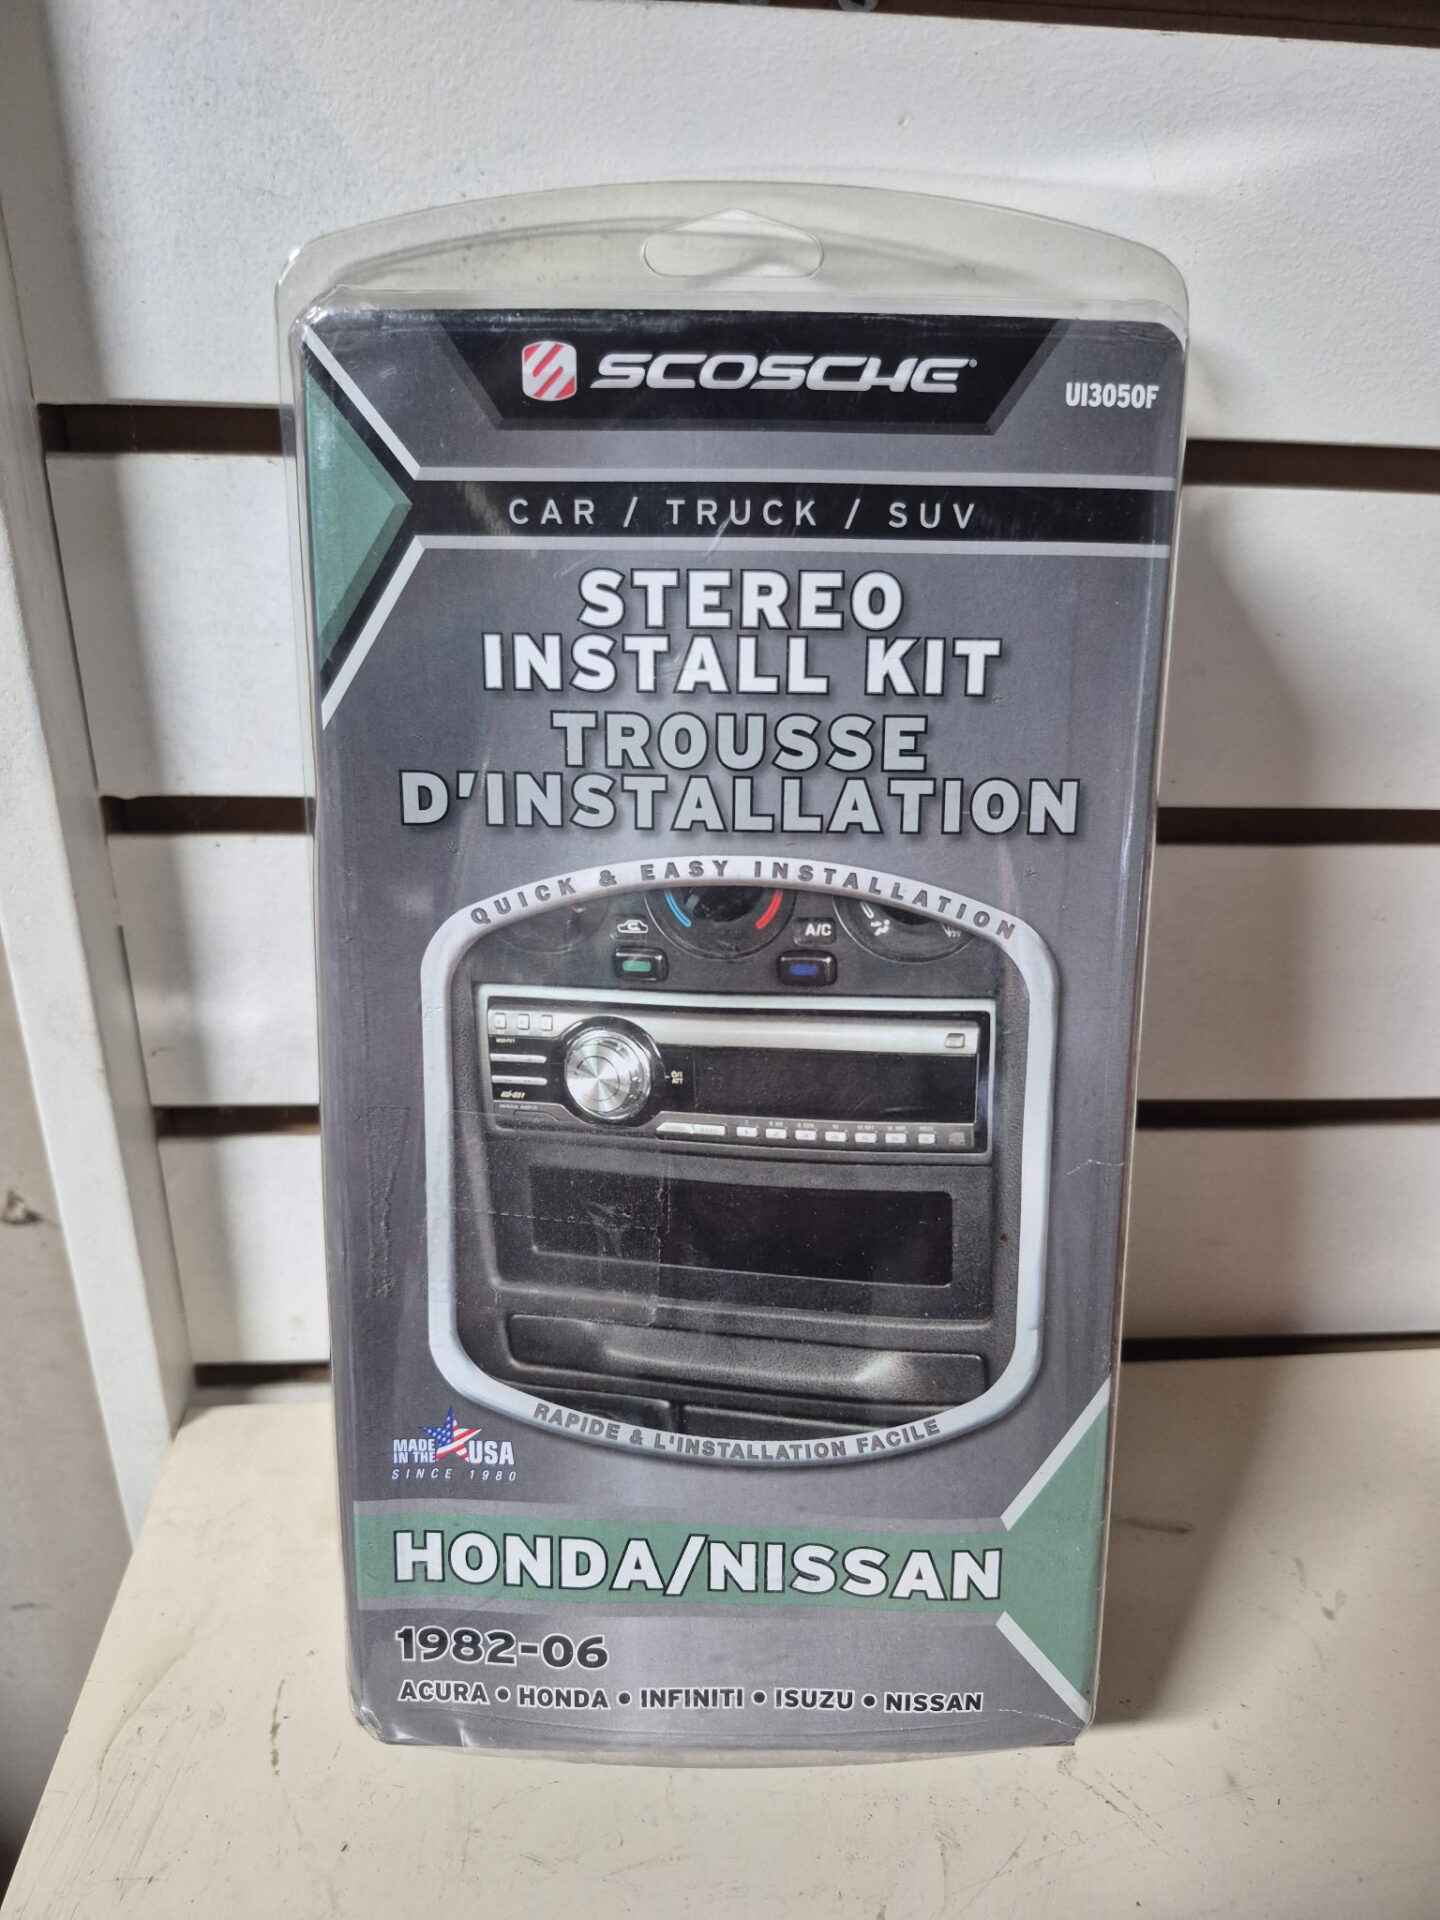 SCOSCHE
UI3050F
CAR / TRUCK / SUV
STEREO
INSTALL KIT
TROUSSE
D'INSTALLATION
QUICK & EASY INSTALLATION
A/C
ATT
RAPIDE & L'INSTALLATION FACILE
MADE
IN THE USA
SINCE 1980
HONDA/NISSAN
1982-06
ACURA • HONDA • INFINITI • ISUZU • NISSAN